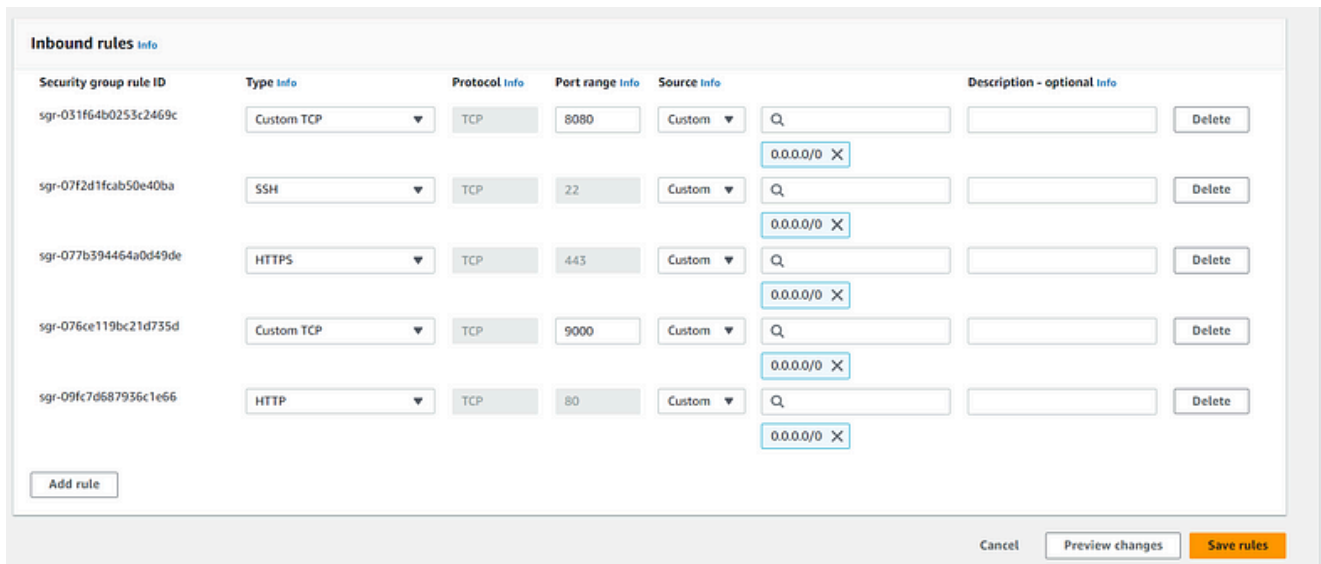 Inbound rules Info
Security group rule ID Type Info Protocol Info Port range Info Source Info Description - optional Info
sgr-031f64b0253c2469c Custom TCP TCP 8080 Custom Delete
0.0.0.0/0
sgr-07f2d1fcab50e40ba SSH TCP 22 Custom Delete
0.0.0.0/0
sgr-077b394464a0d49de HTTPS TCP 443 Custom Delete
0.0.0.0/0
sgr-076ce119bc21d735d Custom TCP TCP 9000 Custom Delete
0.0.0.0/0
sgr-09fc7d687936c1e66 HTTP TCP 80 Custom Delete
0.0.0.0/0
Add rule
Cancel Preview changes Save rules